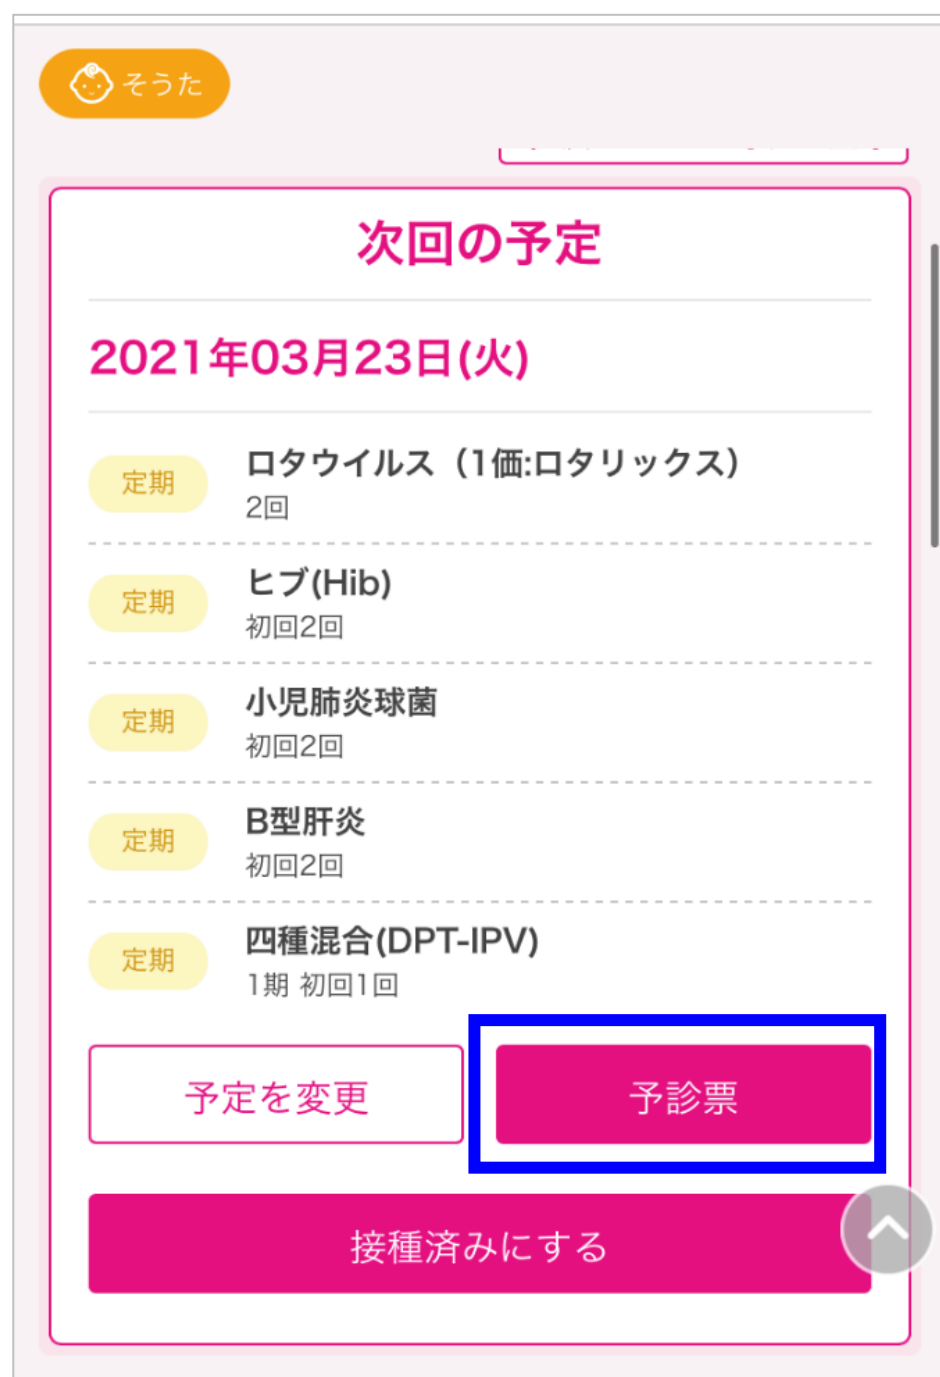 そうた
次回の予定
2021年03月23日(火)
定期
ロタウイルス（1価:ロタリックス）
2回
定期
ヒブ(Hib)
初回2回
定期
小児肺炎球菌
初回2回
定期
B型肝炎
初回2回
定期
四種混合(DPT-IPV)
1期 初回1回
予定を変更
予診票
接種済みにする